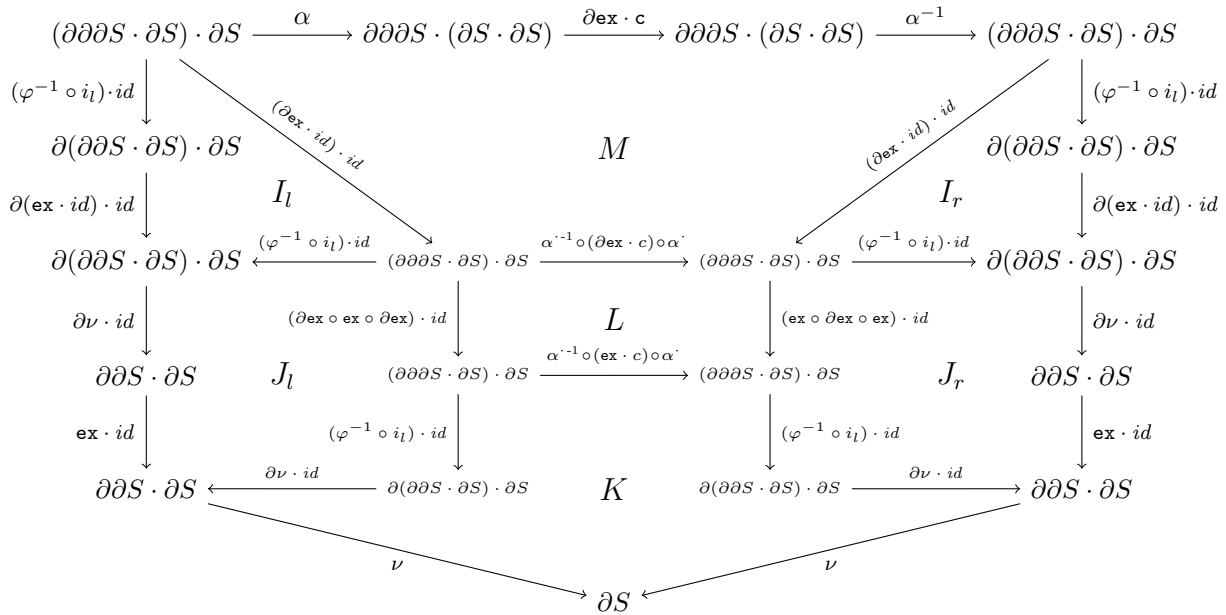 (∂∂∂S · ∂S) · ∂S α ∂∂∂S · (∂S · ∂S) ∂ex · c ∂∂∂S · (∂S · ∂S) α⁻¹ (∂∂∂S · ∂S) · ∂S
(φ⁻¹ ∘ i_l) · id (∂ex · id) · id (∂ex · id) · id (φ⁻¹ ∘ i_l) · id
∂(∂∂S · ∂S) · ∂S M ∂(∂∂S · ∂S) · ∂S
∂(ex · id) · id I_l I_r ∂(ex · id) · id
∂(∂∂S · ∂S) · ∂S (φ⁻¹ ∘ i_l) · id (∂∂∂S · ∂S) · ∂S α^{·-1} ∘ (∂ex · c) ∘ α^· (∂∂∂S · ∂S) · ∂S (φ⁻¹ ∘ i_l) · id ∂(∂∂S · ∂S) · ∂S
∂ν · id (∂ex ∘ ex ∘ ∂ex) · id L (ex ∘ ∂ex ∘ ex) · id ∂ν · id
∂∂S · ∂S J_l (∂∂∂S · ∂S) · ∂S α^{·-1} ∘ (ex · c) ∘ α^· (∂∂∂S · ∂S) · ∂S J_r ∂∂S · ∂S
ex · id (φ⁻¹ ∘ i_l) · id (φ⁻¹ ∘ i_l) · id ex · id
∂∂S · ∂S ∂ν · id ∂(∂∂S · ∂S) · ∂S K ∂(∂∂S · ∂S) · ∂S ∂ν · id ∂∂S · ∂S
ν ν
∂S